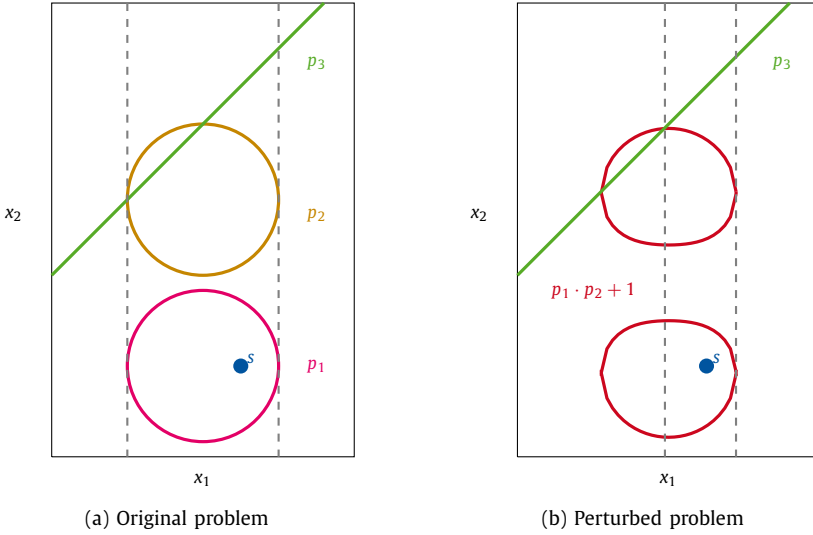 p₃
x₂
p₂
s
p₁
x₁
(a) Original problem
p₃
x₂
p₁ · p₂ + 1
s
x₁
(b) Perturbed problem